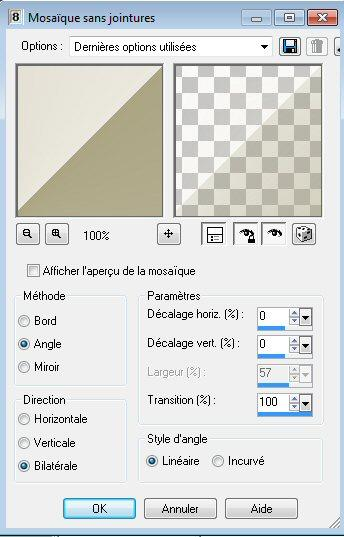 8 Mosaïque sans jointures
Options : Dernières options utilisées
100%
Afficher l'aperçu de la mosaïque
Méthode
Bord
Angle
Miroir
Direction
Horizontale
Verticale
Bilatérale
Paramètres
Décalage horiz. (%) : 0
Décalage vert. (%) : 0
Largeur (%) : 57
Transition (%) : 100
Style d'angle
Linéaire Incurvé
OK Annuler Aide